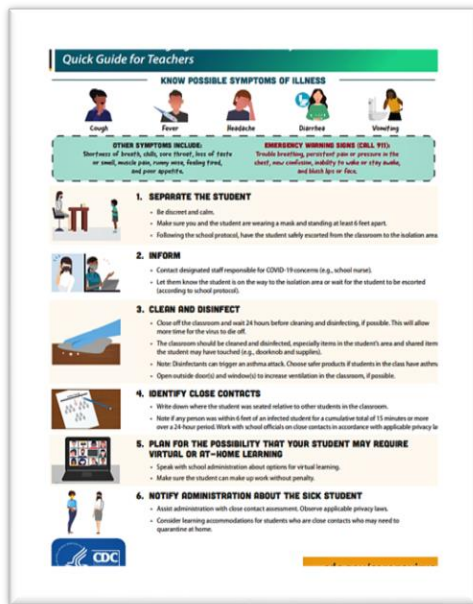 Quick Guide for Teachers
KNOW POSSIBLE SYMPTOMS OF ILLNESS
Cough Fever Headache Diarrhea Vomiting
OTHER SYMPTOMS INCLUDE:
Shortness of breath, chills, sore throat, loss of taste
or smell, muscle pain, runny nose, feeling tired,
and poor appetite.
EMERGENCY WARNING SIGNS (CALL 911):
Trouble breathing, persistent pain or pressure in the
chest, new confusion, inability to wake or stay awake,
and bluish lips or face.
1. SEPARATE THE STUDENT
• Be discreet and calm.
• Make sure you and the student are wearing a mask and standing at least 6 feet apart.
• Following the school protocol, have the student safely escorted from the classroom to the isolation area
2. INFORM
• Contact designated staff responsible for COVID-19 concerns (e.g., school nurse).
• Let them know the student is on the way to the isolation area or wait for the student to be escorted
(according to school protocol).
3. CLEAN AND DISINFECT
• Close off the classroom and wait 24 hours before cleaning and disinfecting, if possible. This will allow
more time for the virus to die off.
• The classroom should be cleaned and disinfected, especially items in the student's area and shared item
the student may have touched (e.g., doorknob and supplies).
• Note: Disinfectants can trigger an asthma attack. Choose safer products if students in the class have
• Open outside door(s) and window(s) to increase ventilation in the classroom, if possible.
4. IDENTIFY CLOSE CONTACTS
• Write down where the student was seated relative to other students in the classroom.
• Note if any person was within 6 feet of an infected student for a cumulative total of 15 minutes or more
over a 24-hour period. Work with school officials on close contacts in accordance with applicable privacy
5. PLAN FOR THE POSSIBILITY THAT YOUR STUDENT MAY REQUIRE
VIRTUAL OR AT-HOME LEARNING
• Speak with school administration about options for virtual learning.
• Make sure the student can make up work without penalty.
6. NOTIFY ADMINISTRATION ABOUT THE SICK STUDENT
• Assist administration with close contact assessment. Observe applicable privacy laws.
• Consider learning accommodations for students who are close contacts who may need to
quarantine at home.
CDC